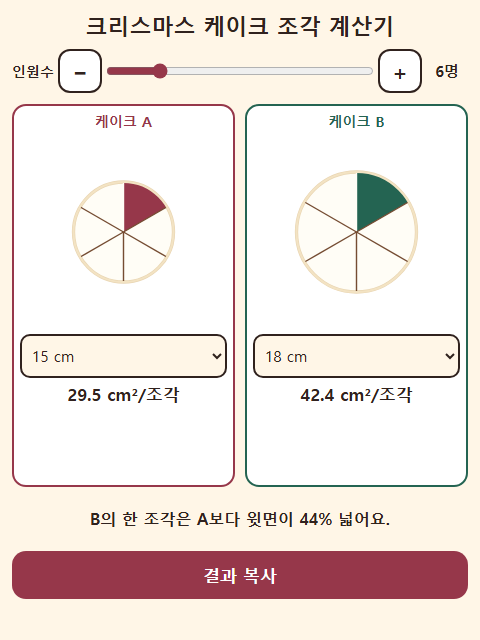 크리스마스 케이크 조각 계산기
인원수 − + 6명
케이크 A
케이크 B
15 cm
18 cm
29.5 cm²/조각
42.4 cm²/조각
B의 한 조각은 A보다 윗면이 44% 넓어요.
결과 복사